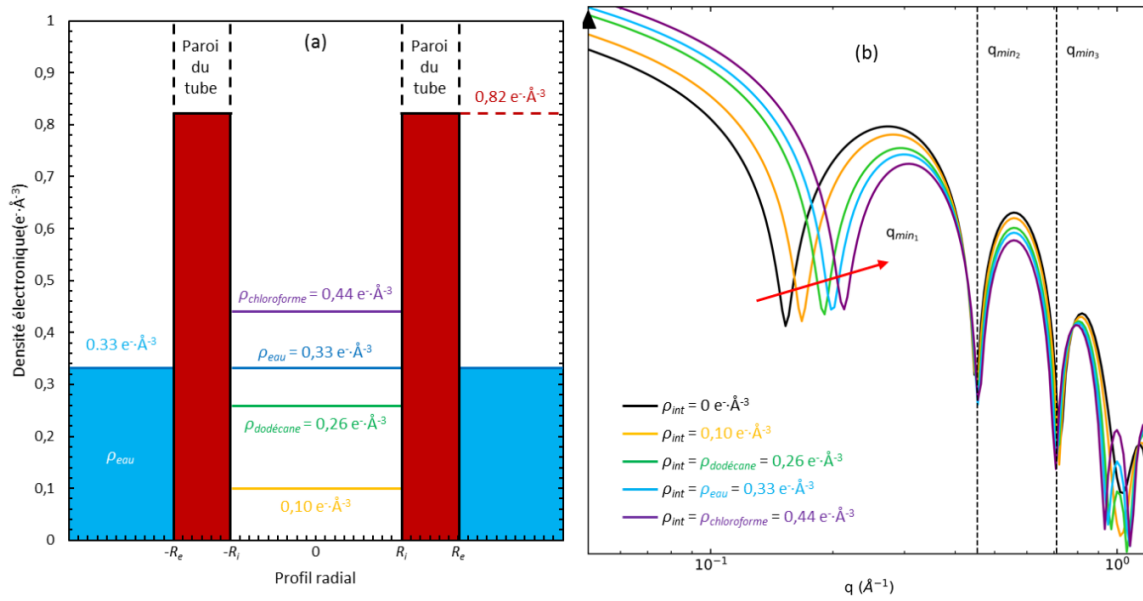 (a)
Densité électronique(e⁻·Å⁻³)
1
0,9
0,8
0,7
0,6
0,5
0,4
0,3
0,2
0,1
0
Paroi
du
tube
Paroi
du
tube
0,82 e⁻·Å⁻³
ρchloroforme = 0,44 e⁻·Å⁻³
0.33 e⁻·Å⁻³
ρeau = 0,33 e⁻·Å⁻³
ρdodécane = 0,26 e⁻·Å⁻³
ρeau
0,10 e⁻·Å⁻³
-Re
-Ri
0
Ri
Re
Profil radial
(b)
qmin₂
qmin₃
qmin₁
ρint = 0 e⁻·Å⁻³
ρint = 0,10 e⁻·Å⁻³
ρint = ρdodécane = 0,26 e⁻·Å⁻³
ρint = ρeau = 0,33 e⁻·Å⁻³
ρint = ρchloroforme = 0,44 e⁻·Å⁻³
10⁻¹
10⁰
q (Å⁻¹)